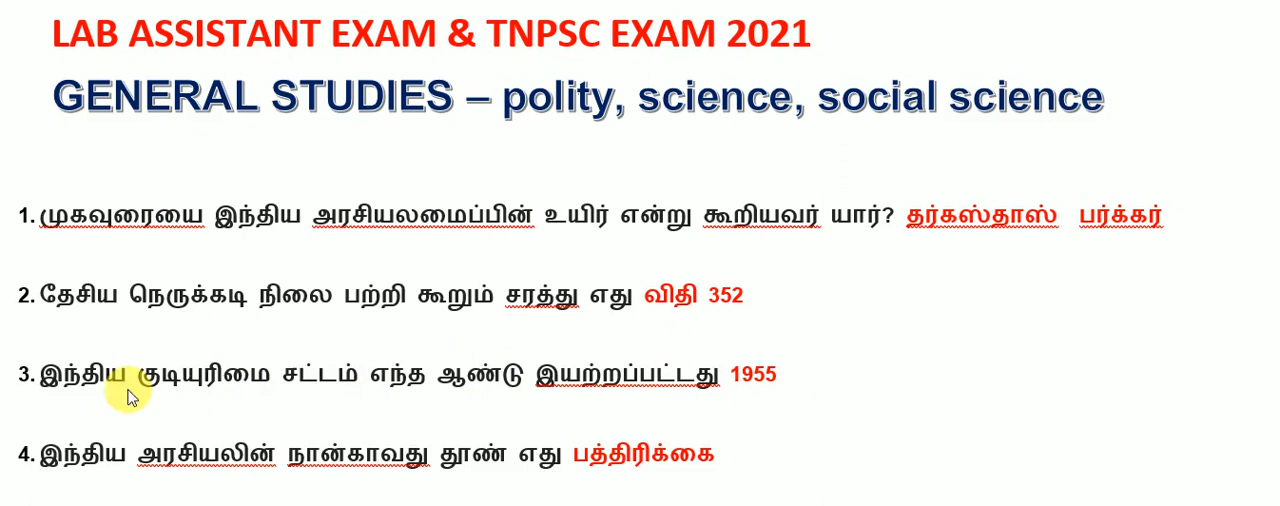 LAB ASSISTANT EXAM & TNPSC EXAM 2021
GENERAL STUDIES – polity, science, social science
1. முகவுரையை இந்திய அரசியலமைப்பின் உயிர் என்று கூறியவர் யார்? தர்கஸ்தாஸ் பர்க்கர்
2. தேசிய நெருக்கடி நிலை பற்றி கூறும் சரத்து எது விதி 352
3. இந்திய குடியுரிமை சட்டம் எந்த ஆண்டு இயற்றப்பட்டது 1955
4. இந்திய அரசியலின் நான்காவது தூண் எது பத்திரிக்கை